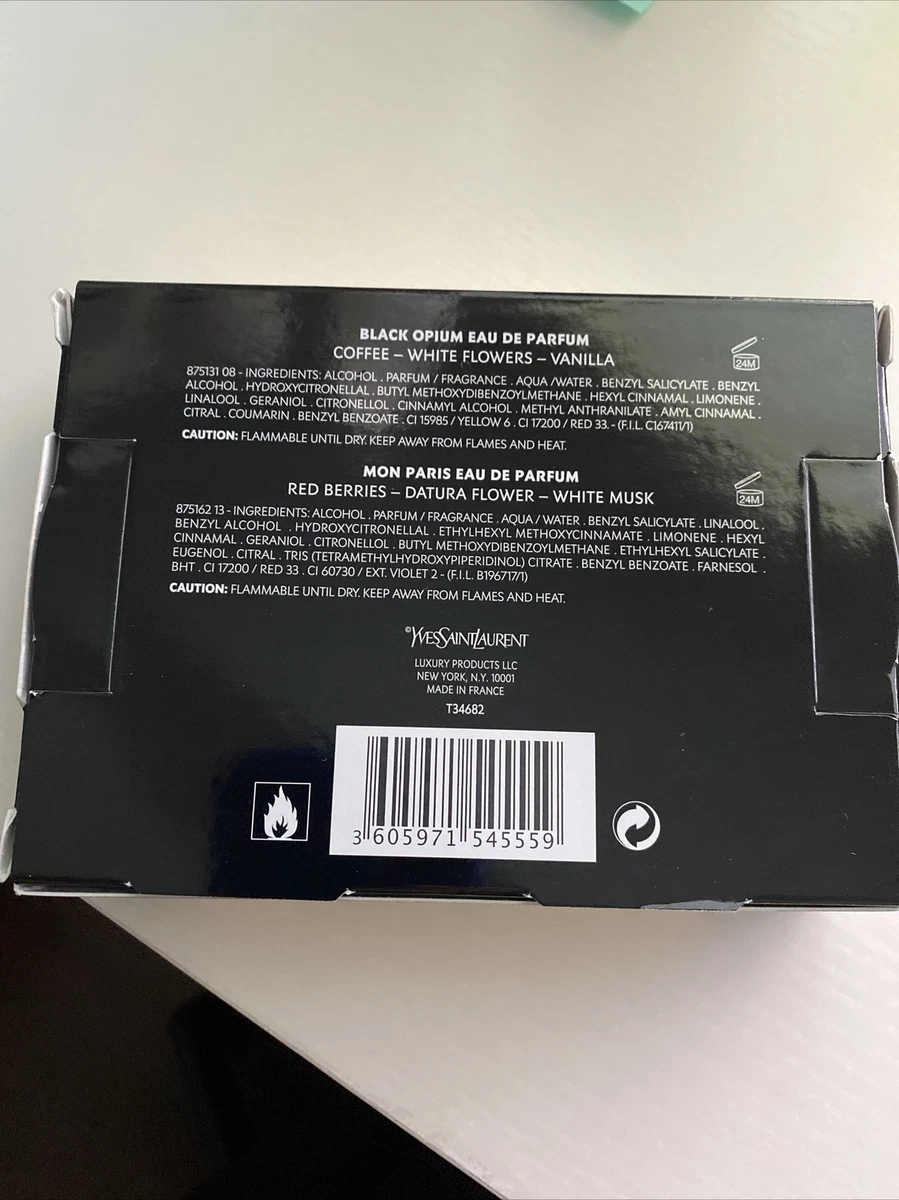 BLACK OPIUM EAU DE PARFUM
COFFEE – WHITE FLOWERS – VANILLA
24M
875131 08 - INGREDIENTS: ALCOHOL . PARFUM / FRAGRANCE . AQUA /WATER . BENZYL SALICYLATE . BENZYL
ALCOHOL . HYDROXYCITRONELLAL . BUTYL METHOXYDIBENZOYLMETHANE . HEXYL CINNAMAL . LIMONENE .
LINALOOL . GERANIOL . CITRONELLOL . CINNAMYL ALCOHOL . METHYL ANTHRANILATE . AMYL CINNAMAL .
CITRAL . COUMARIN . BENZYL BENZOATE . CI 15985 / YELLOW 6 . CI 17200 / RED 33. - (F.I.L. C167411/1)
CAUTION: FLAMMABLE UNTIL DRY. KEEP AWAY FROM FLAMES AND HEAT.
MON PARIS EAU DE PARFUM
RED BERRIES – DATURA FLOWER – WHITE MUSK
24M
875162 13 - INGREDIENTS: ALCOHOL . PARFUM / FRAGRANCE . AQUA / WATER . BENZYL SALICYLATE . LINALOOL .
BENZYL ALCOHOL . HYDROXYCITRONELLAL . ETHYLHEXYL METHOXYCINNAMATE . LIMONENE . HEXYL
CINNAMAL . GERANIOL . CITRONELLOL . BUTYL METHOXYDIBENZOYLMETHANE . ETHYLHEXYL SALICYLATE .
EUGENOL . CITRAL . TRIS (TETRAMETHYLHYDROXYPIPERIDINOL) CITRATE . BENZYL BENZOATE . FARNESOL .
BHT . CI 17200 / RED 33 . CI 60730 / EXT. VIOLET 2 - (F.I.L. B196717/1)
CAUTION: FLAMMABLE UNTIL DRY. KEEP AWAY FROM FLAMES AND HEAT.
©YVESSAINTLAURENT
LUXURY PRODUCTS LLC
NEW YORK, N.Y. 10001
MADE IN FRANCE
T34682
3 605971 545559